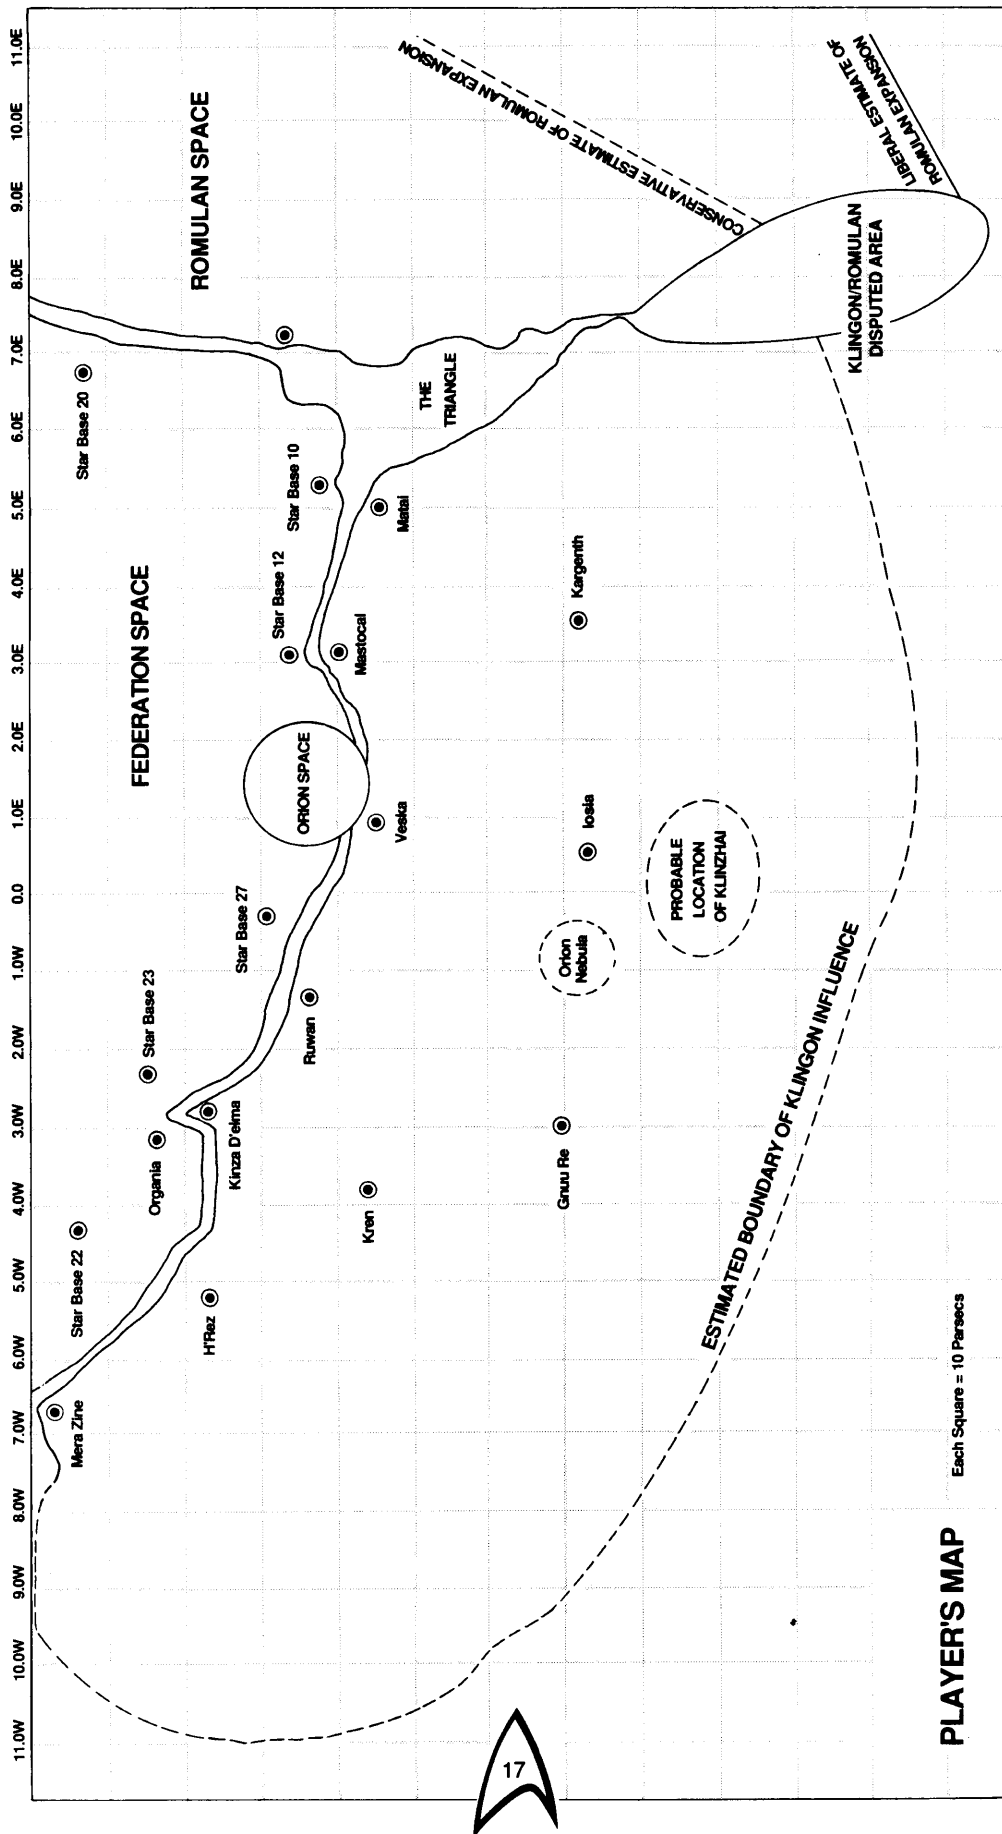 11.0W
10.0W
9.0W
8.0W
7.0W
6.0W
5.0W
4.0W
3.0W
2.0W
1.0W
0.0
1.0E
2.0E
3.0E
4.0E
5.0E
6.0E
7.0E
8.0E
9.0E
10.0E
11.0E
Mera Zine
Star Base 22
Organia
Star Base 23
FEDERATION SPACE
Star Base 20
ROMULAN SPACE
H'Rez
Kinza D'elma
Star Base 27
ORION SPACE
Star Base 12
Star Base 10
Ruwan
Kren
Veska
Mastocal
Matai
THE
TRIANGLE
CONSERVATIVE ESTIMATE OF ROMULAN EXPANSION
Gnuu Re
Orion
Nebula
Iosia
Kargenth
PROBABLE
LOCATION
OF KLINZHAI
ESTIMATED BOUNDARY OF KLINGON INFLUENCE
KLINGON/ROMULAN
DISPUTED AREA
LIBERAL ESTIMATE OF
ROMULAN EXPANSION
17
PLAYER'S MAP
Each Square = 10 Parsecs